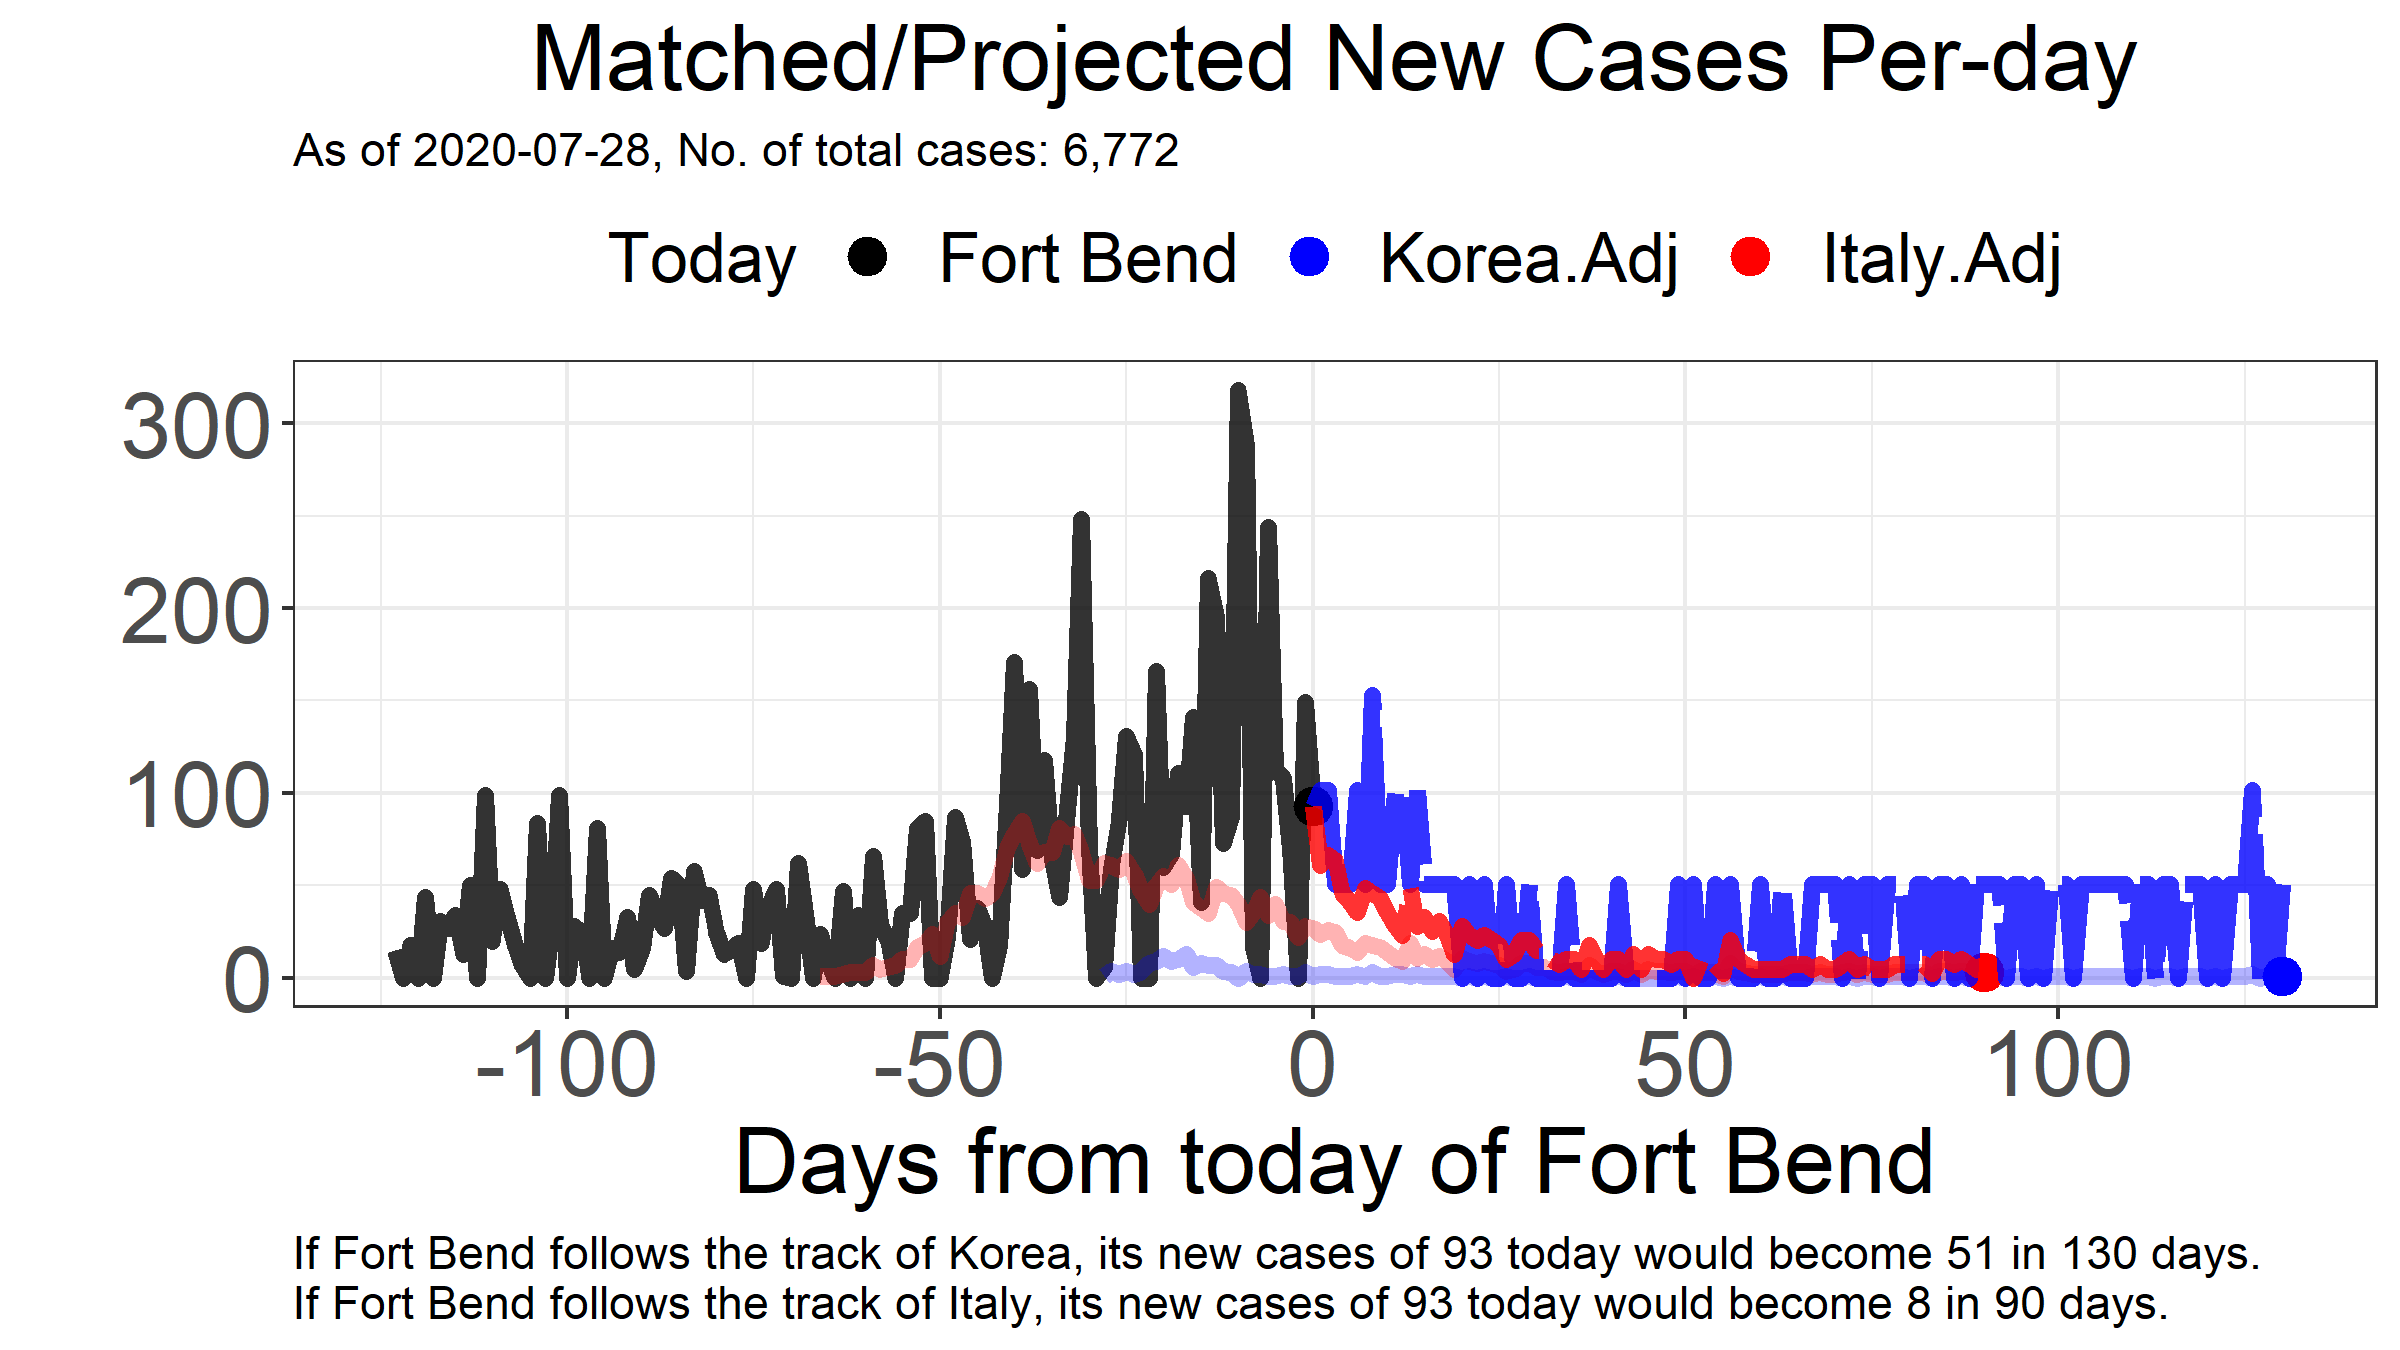 Matched/Projected New Cases Per-day
As of 2020-07-28, No. of total cases: 6,772
Today Fort Bend Korea.Adj Italy.Adj
300
200
100
0
-100 -50 0 50 100
Days from today of Fort Bend
If Fort Bend follows the track of Korea, its new cases of 93 today would become 51 in 130 days.
If Fort Bend follows the track of Italy, its new cases of 93 today would become 8 in 90 days.